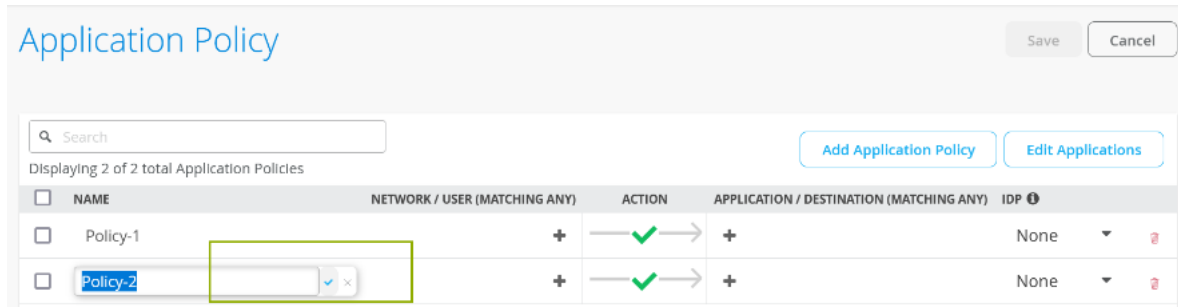 Application Policy
Save Cancel
Search
Add Application Policy Edit Applications
Displaying 2 of 2 total Application Policies
NAME NETWORK / USER (MATCHING ANY) ACTION APPLICATION / DESTINATION (MATCHING ANY) IDP
Policy-1 None
Policy-2 None